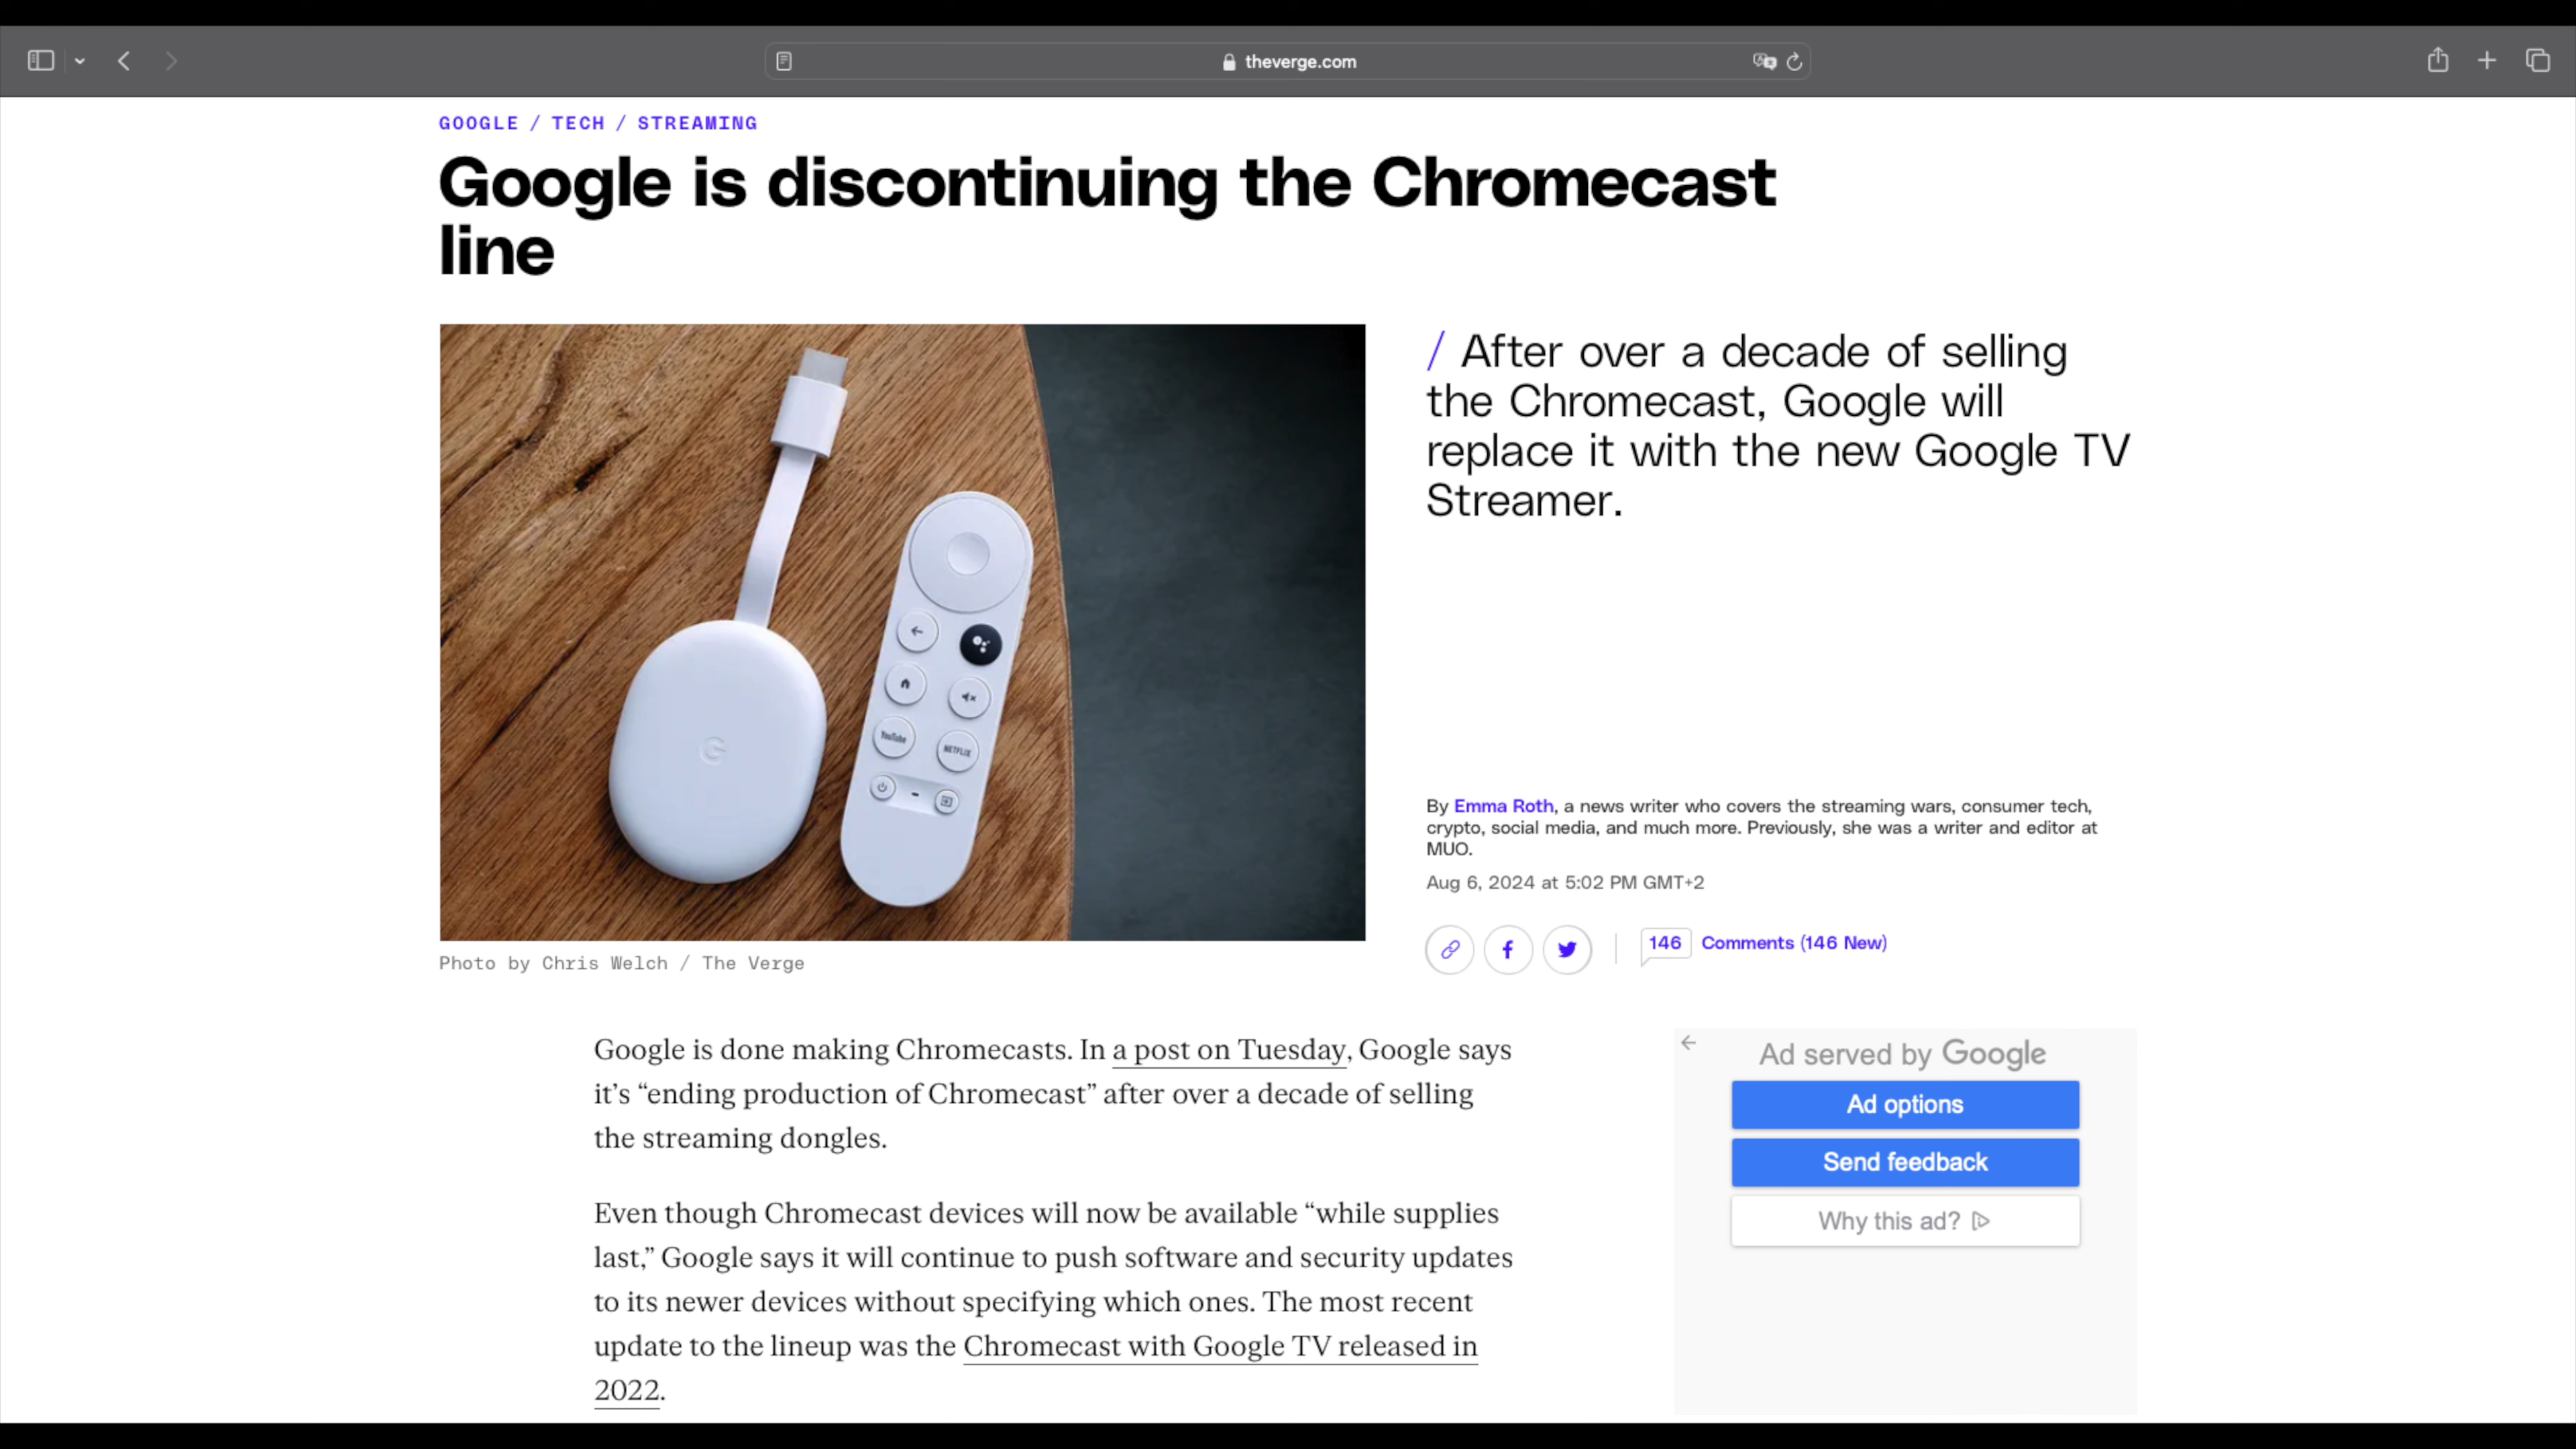 theverge.com
GOOGLE / TECH / STREAMING
Google is discontinuing the Chromecast
line
/ After over a decade of selling
the Chromecast, Google will
replace it with the new Google TV
Streamer.
G
YouTube
NETFLIX
By Emma Roth, a news writer who covers the streaming wars, consumer tech,
crypto, social media, and much more. Previously, she was a writer and editor at
MUO.
Aug 6, 2024 at 5:02 PM GMT+2
146 Comments (146 New)
Photo by Chris Welch / The Verge
Google is done making Chromecasts. In a post on Tuesday, Google says
it’s “ending production of Chromecast” after over a decade of selling
the streaming dongles.
Even though Chromecast devices will now be available “while supplies
last,” Google says it will continue to push software and security updates
to its newer devices without specifying which ones. The most recent
update to the lineup was the Chromecast with Google TV released in
2022.
Ad served by Google
Ad options
Send feedback
Why this ad?